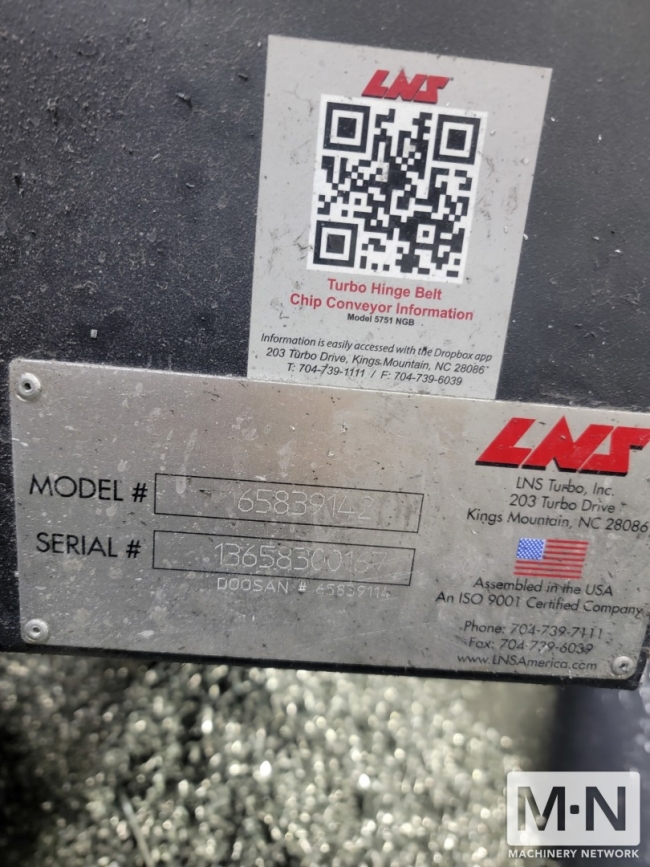 LNS
Turbo Hinge Belt
Chip Conveyor Information
Model 5751 NGB
Information is easily accessed with the Dropbox app
203 Turbo Drive, Kings Mountain, NC 28086
T: 704-739-1111 / F: 704-739-6039
LNS
LNS Turbo, Inc.
203 Turbo Drive
Kings Mountain, NC 28086
Assembled in the USA
An ISO 9001 Certified Company
Phone: 704-739-7111
Fax: 704-739-6039
www.LNSAmerica.com
MODEL # 65839142
SERIAL # 13658300167
DOOSAN # 65839114
M·N
MACHINERY NETWORK